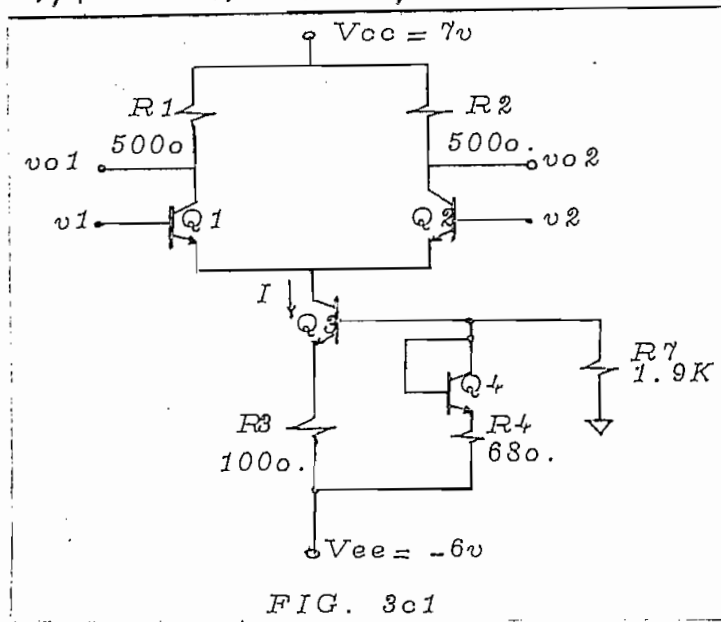 Vcc = 7v
R1
500o
R2
500o.
vo1
vo2
v1
Q1
Q2
v2
I
Q3
Q4
R7
1.9K
R3
100o.
R4
680.
Vee = -6v
FIG. 3c1